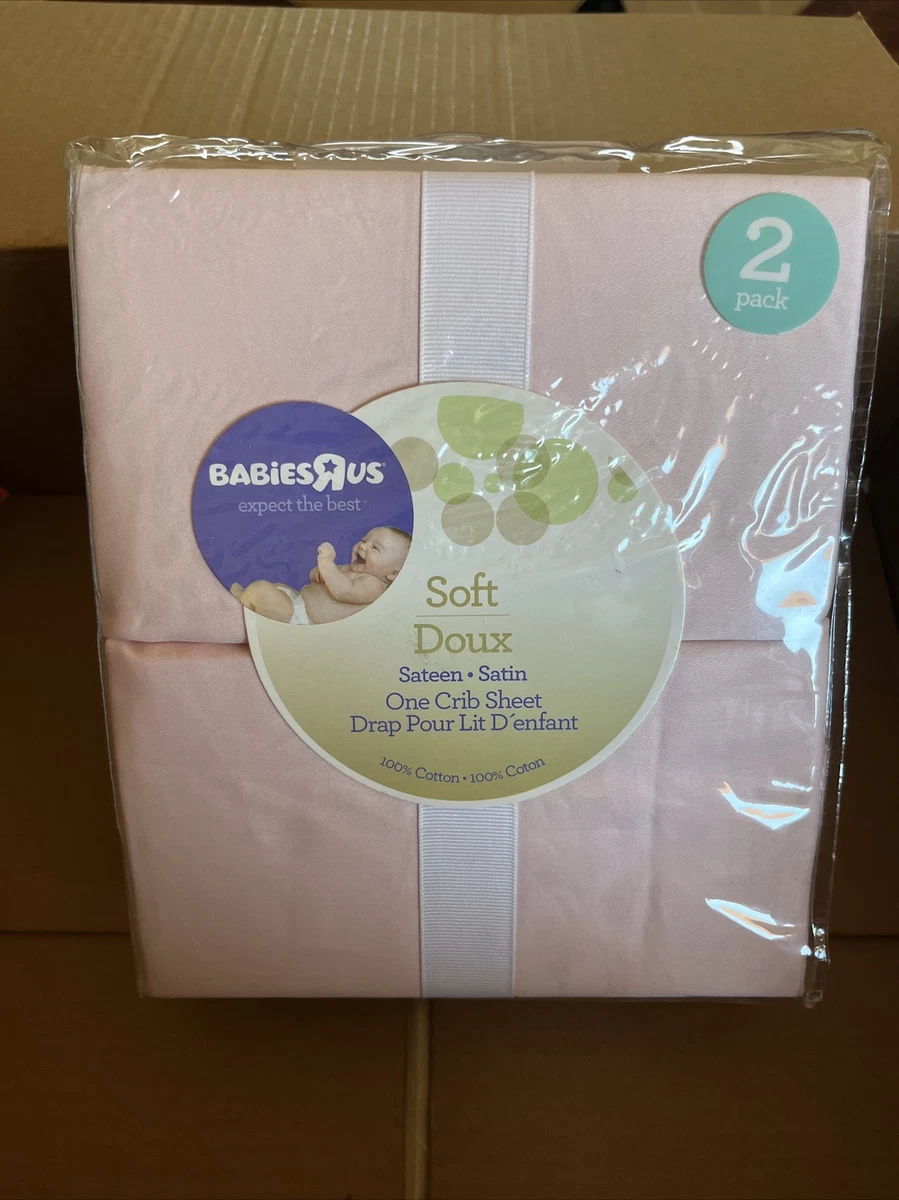 2
pack
BABIESRUS
expect the best™
Soft
Doux
Sateen • Satin
One Crib Sheet
Drap Pour Lit D´enfant
100% Cotton • 100% Coton